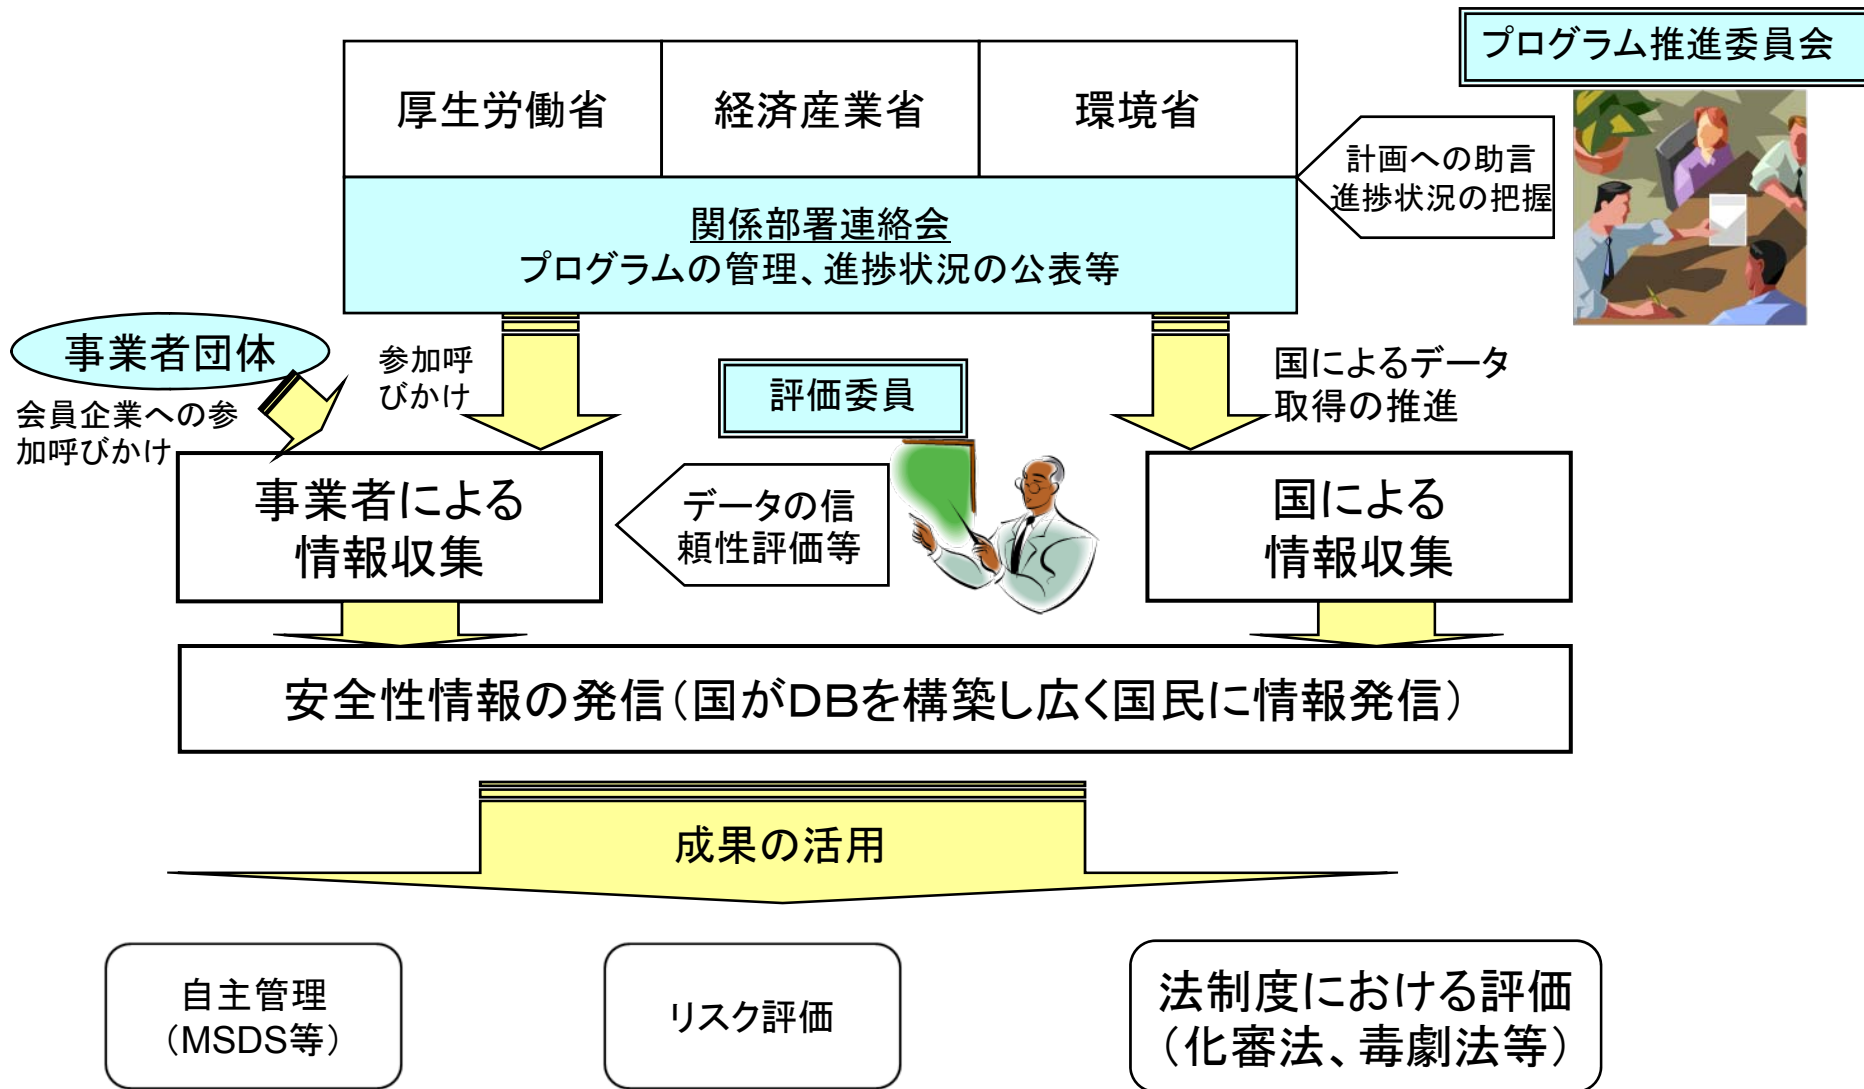 プログラム推進委員会
厚生労働省
経済産業省
環境省
計画への助言
進捗状況の把握
関係部署連絡会
プログラムの管理、進捗状況の公表等
事業者団体
会員企業への参
加呼びかけ
参加呼
びかけ
評価委員
国によるデータ
取得の推進
事業者による
情報収集
データの信
頼性評価等
国による
情報収集
安全性情報の発信（国がDBを構築し広く国民に情報発信）
成果の活用
自主管理
（MSDS等）
リスク評価
法制度における評価
（化審法、毒劇法等）